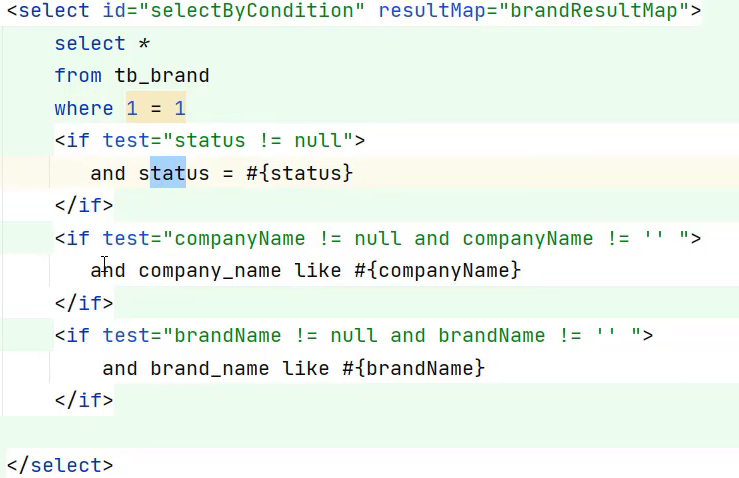 <select id="selectByCondition" resultMap="brandResultMap">
    select *
    from tb_brand
    where 1 = 1
    <if test="status != null">
       and status = #{status}
    </if>
    <if test="companyName != null and companyName != '' ">
       and company_name like #{companyName}
    </if>
    <if test="brandName != null and brandName != '' ">
        and brand_name like #{brandName}
    </if>
</select>